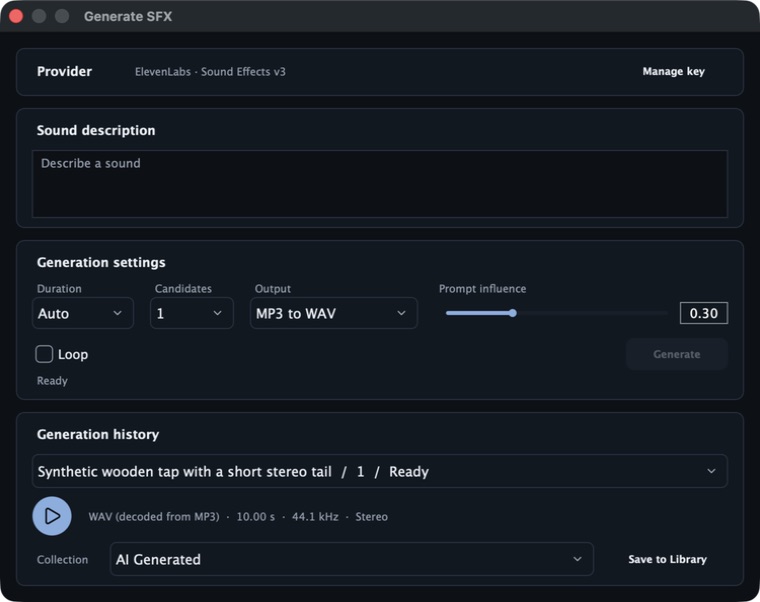 Generate SFX
Provider ElevenLabs · Sound Effects v3 Manage key
Sound description
Describe a sound
Generation settings
Duration Candidates Output Prompt influence
Auto 1 MP3 to WAV 0.30
Loop Generate
Ready
Generation history
Synthetic wooden tap with a short stereo tail / 1 / Ready
WAV (decoded from MP3) · 10.00 s · 44.1 kHz · Stereo
Collection AI Generated Save to Library